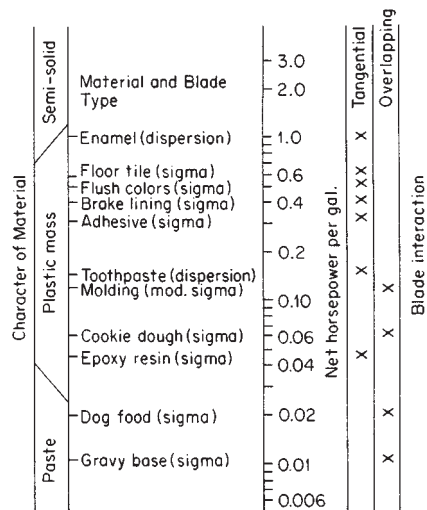 Character of Material
Semi-solid
Plastic mass
Paste
Material and Blade
Type
Enamel (dispersion)
Floor tile (sigma)
Flush colors (sigma)
Brake lining (sigma)
Adhesive (sigma)
Toothpaste (dispersion)
Molding (mod. sigma)
Cookie dough (sigma)
Epoxy resin (sigma)
Dog food (sigma)
Gravy base (sigma)
Net horsepower per gal.
3.0
2.0
1.0
0.6
0.4
0.2
0.10
0.06
0.04
0.02
0.01
0.006
Tangential
x
x
x
x
x
x
x
Overlapping
x
x
x
x
Blade interaction